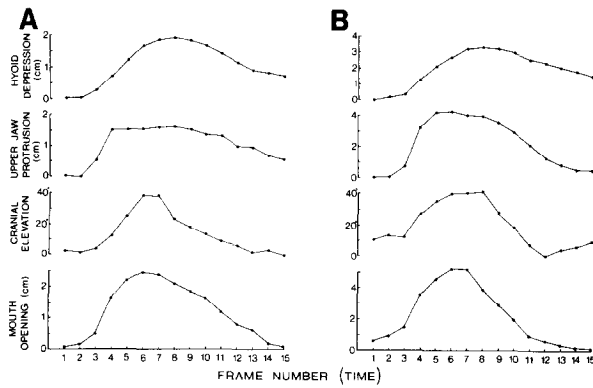 A
B
HYOID
DEPRESSION
(cm)
2
1
0
4
3
2
1
0
UPPER JAW
PROTRUSION
(cm)
2
1
0
4
2
0
CRANIAL
ELEVATION
40°
20
0
40
20
0
MOUTH
OPENING (cm)
2
1
0
4
2
0
1 2 3 4 5 6 7 8 9 10 11 12 13 14 15
1 2 3 4 5 6 7 8 9 10 11 12 13 14 15
FRAME NUMBER (TIME)